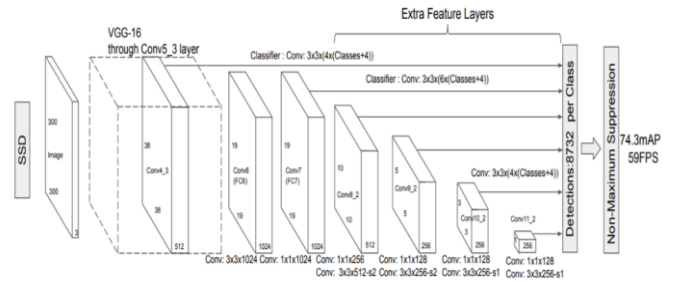 Extra Feature Layers
VGG-16
through Conv5_3 layer
Classifier : Conv: 3x3x(4x(Classes+4))
Classifier : Conv: 3x3x(6x(Classes+4))
SSD
300
Image
300
3
38
Conv4_3
38
512
19
Conv6
(FC6)
19
1024
19
Conv7
(FC7)
19
1024
10
Conv8_2
10
512
5
Conv9_2
5
256
Conv: 3x3x(4x(Classes+4))
3
Conv10_2
3
256
Conv11_2
256
Detections:8732 per Class
Non-Maximum Suppression
74.3mAP
59FPS
Conv: 3x3x1024
Conv: 1x1x1024
Conv: 1x1x256
Conv: 3x3x512-s2
Conv: 1x1x128
Conv: 3x3x256-s2
Conv: 1x1x128
Conv: 3x3x256-s1
Conv: 1x1x128
Conv: 3x3x256-s1